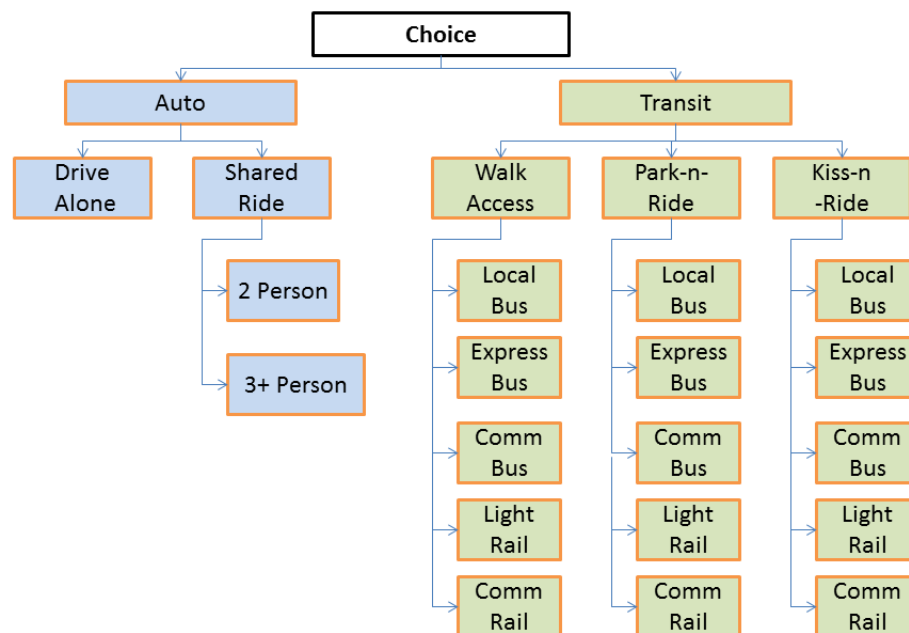 Choice
Auto
Transit
Drive
Alone
Shared
Ride
Walk
Access
Park-n-
Ride
Kiss-n
-Ride
2 Person
3+ Person
Local
Bus
Express
Bus
Comm
Bus
Light
Rail
Comm
Rail
Local
Bus
Express
Bus
Comm
Bus
Light
Rail
Comm
Rail
Local
Bus
Express
Bus
Comm
Bus
Light
Rail
Comm
Rail